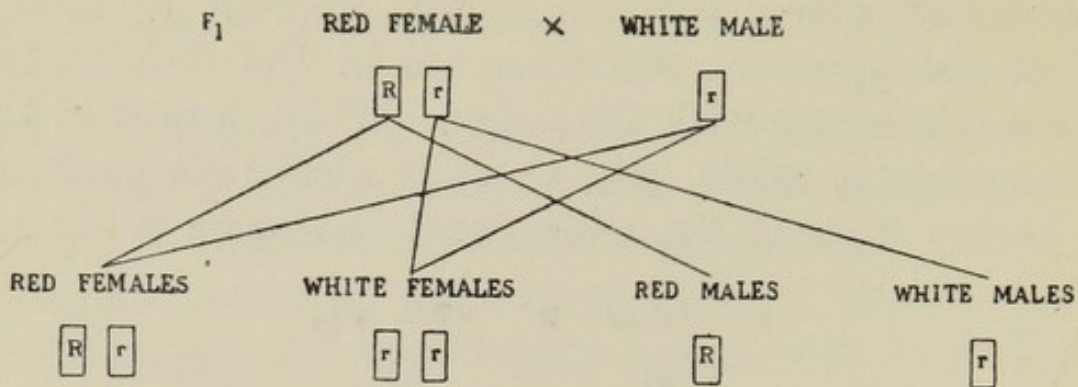 F1 RED FEMALE × WHITE MALE
R r r
RED FEMALES WHITE FEMALES RED MALES WHITE MALES
R r r r R r